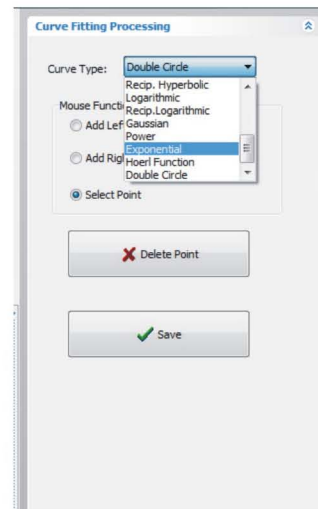 Curve Fitting Processing
Curve Type: Double Circle
Recip. Hyperbolic
Logarithmic
Mouse Functi
Recip.Logarithmic
Add Lef
Gaussian
Power
Exponential
Add Rig
Hoerl Function
Double Circle
Select Point
Delete Point
Save